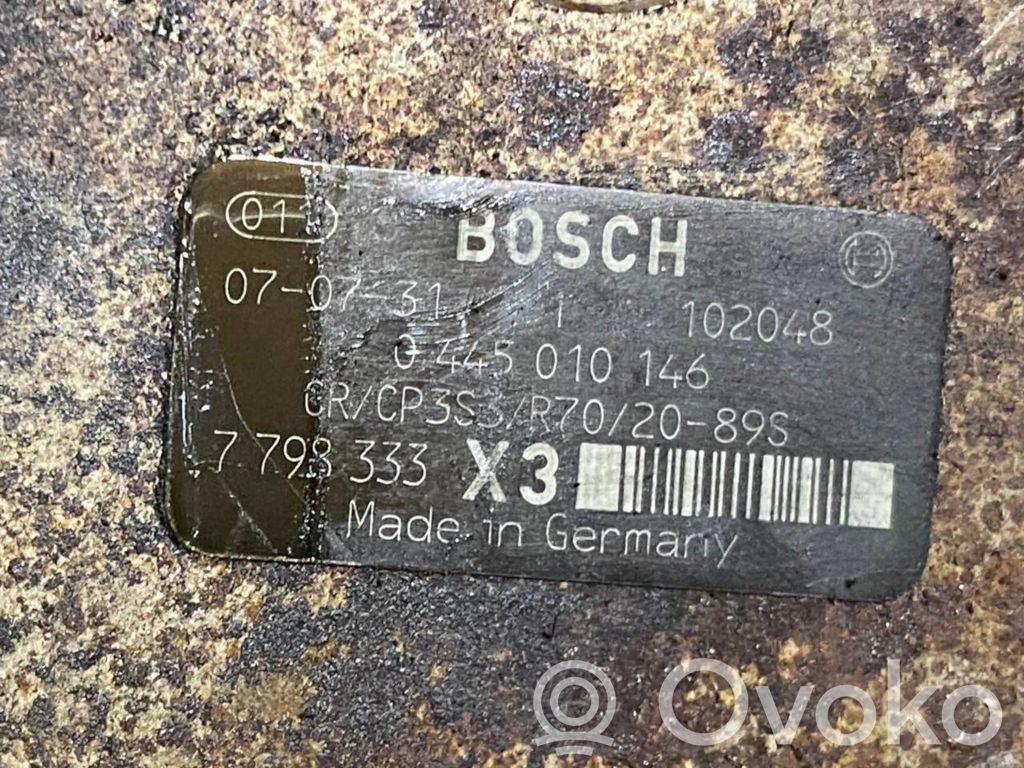 011
BOSCH
07-07-31 1 102048
0 445 010 146
CR/CP3S3/R70/20-89S
7 798 333 X3
Made in Germany
Ovoko